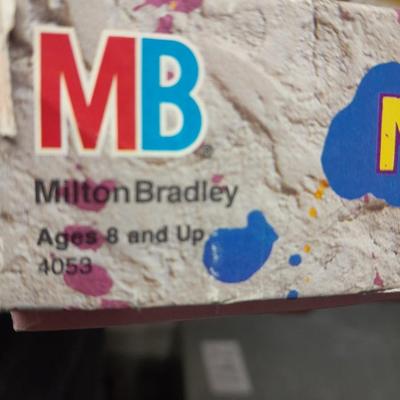 MB
Milton Bradley
Ages 8 and Up
4053